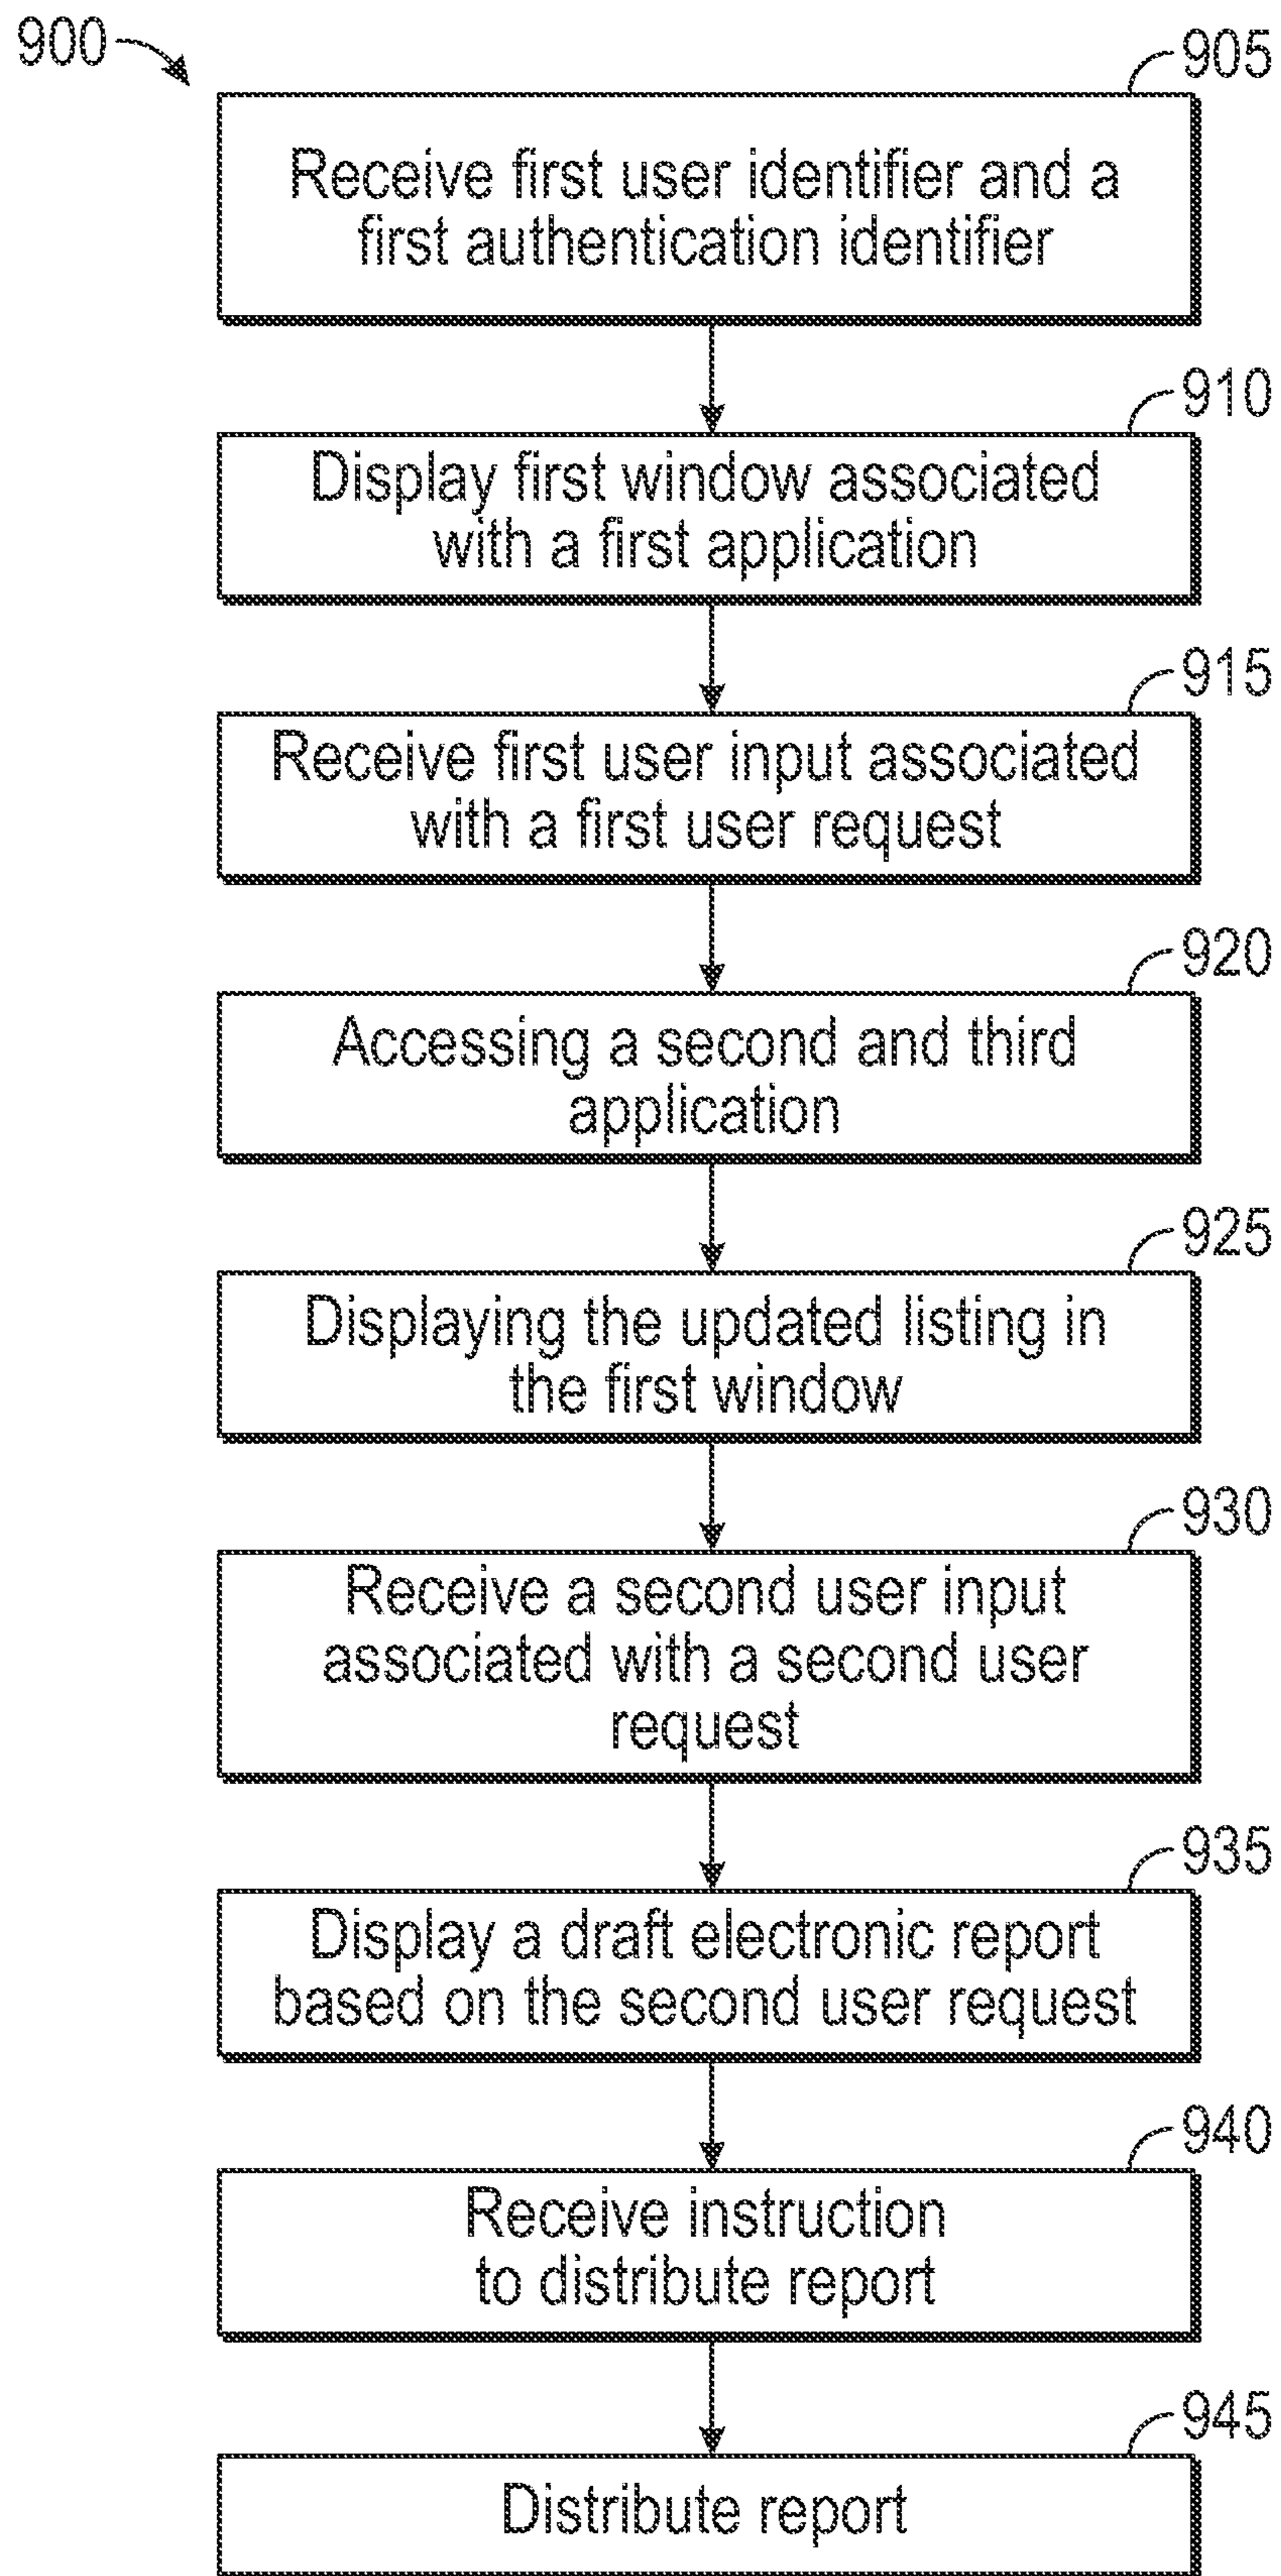 900
905
Receive first user identifier and a
first authentication identifier
910
Display first window associated
with a first application
915
Receive first user input associated
with a first user request
920
Accessing a second and third
application
925
Displaying the updated listing in
the first window
930
Receive a second user input
associated with a second user
request
935
Display a draft electronic report
based on the second user request
940
Receive instruction
to distribute report
945
Distribute report